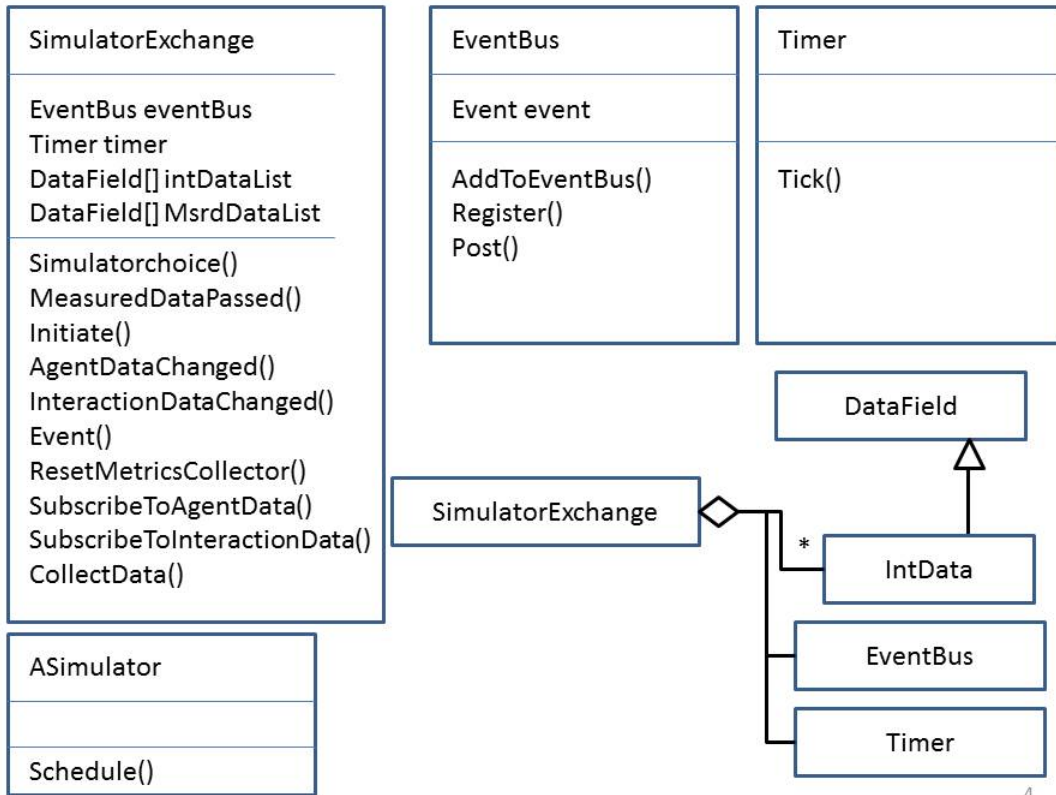 SimulatorExchange
EventBus eventBus
Timer timer
DataField[] intDataList
DataField[] MsrdDataList
Simulatorchoice()
MeasuredDataPassed()
Initiate()
AgentDataChanged()
InteractionDataChanged()
Event()
ResetMetricsCollector()
SubscribeToAgentData()
SubscribeToInteractionData()
CollectData()
EventBus
Event event
AddToEventBus()
Register()
Post()
Timer
Tick()
DataField
SimulatorExchange
*
IntData
EventBus
Timer
ASimulator
Schedule()
4